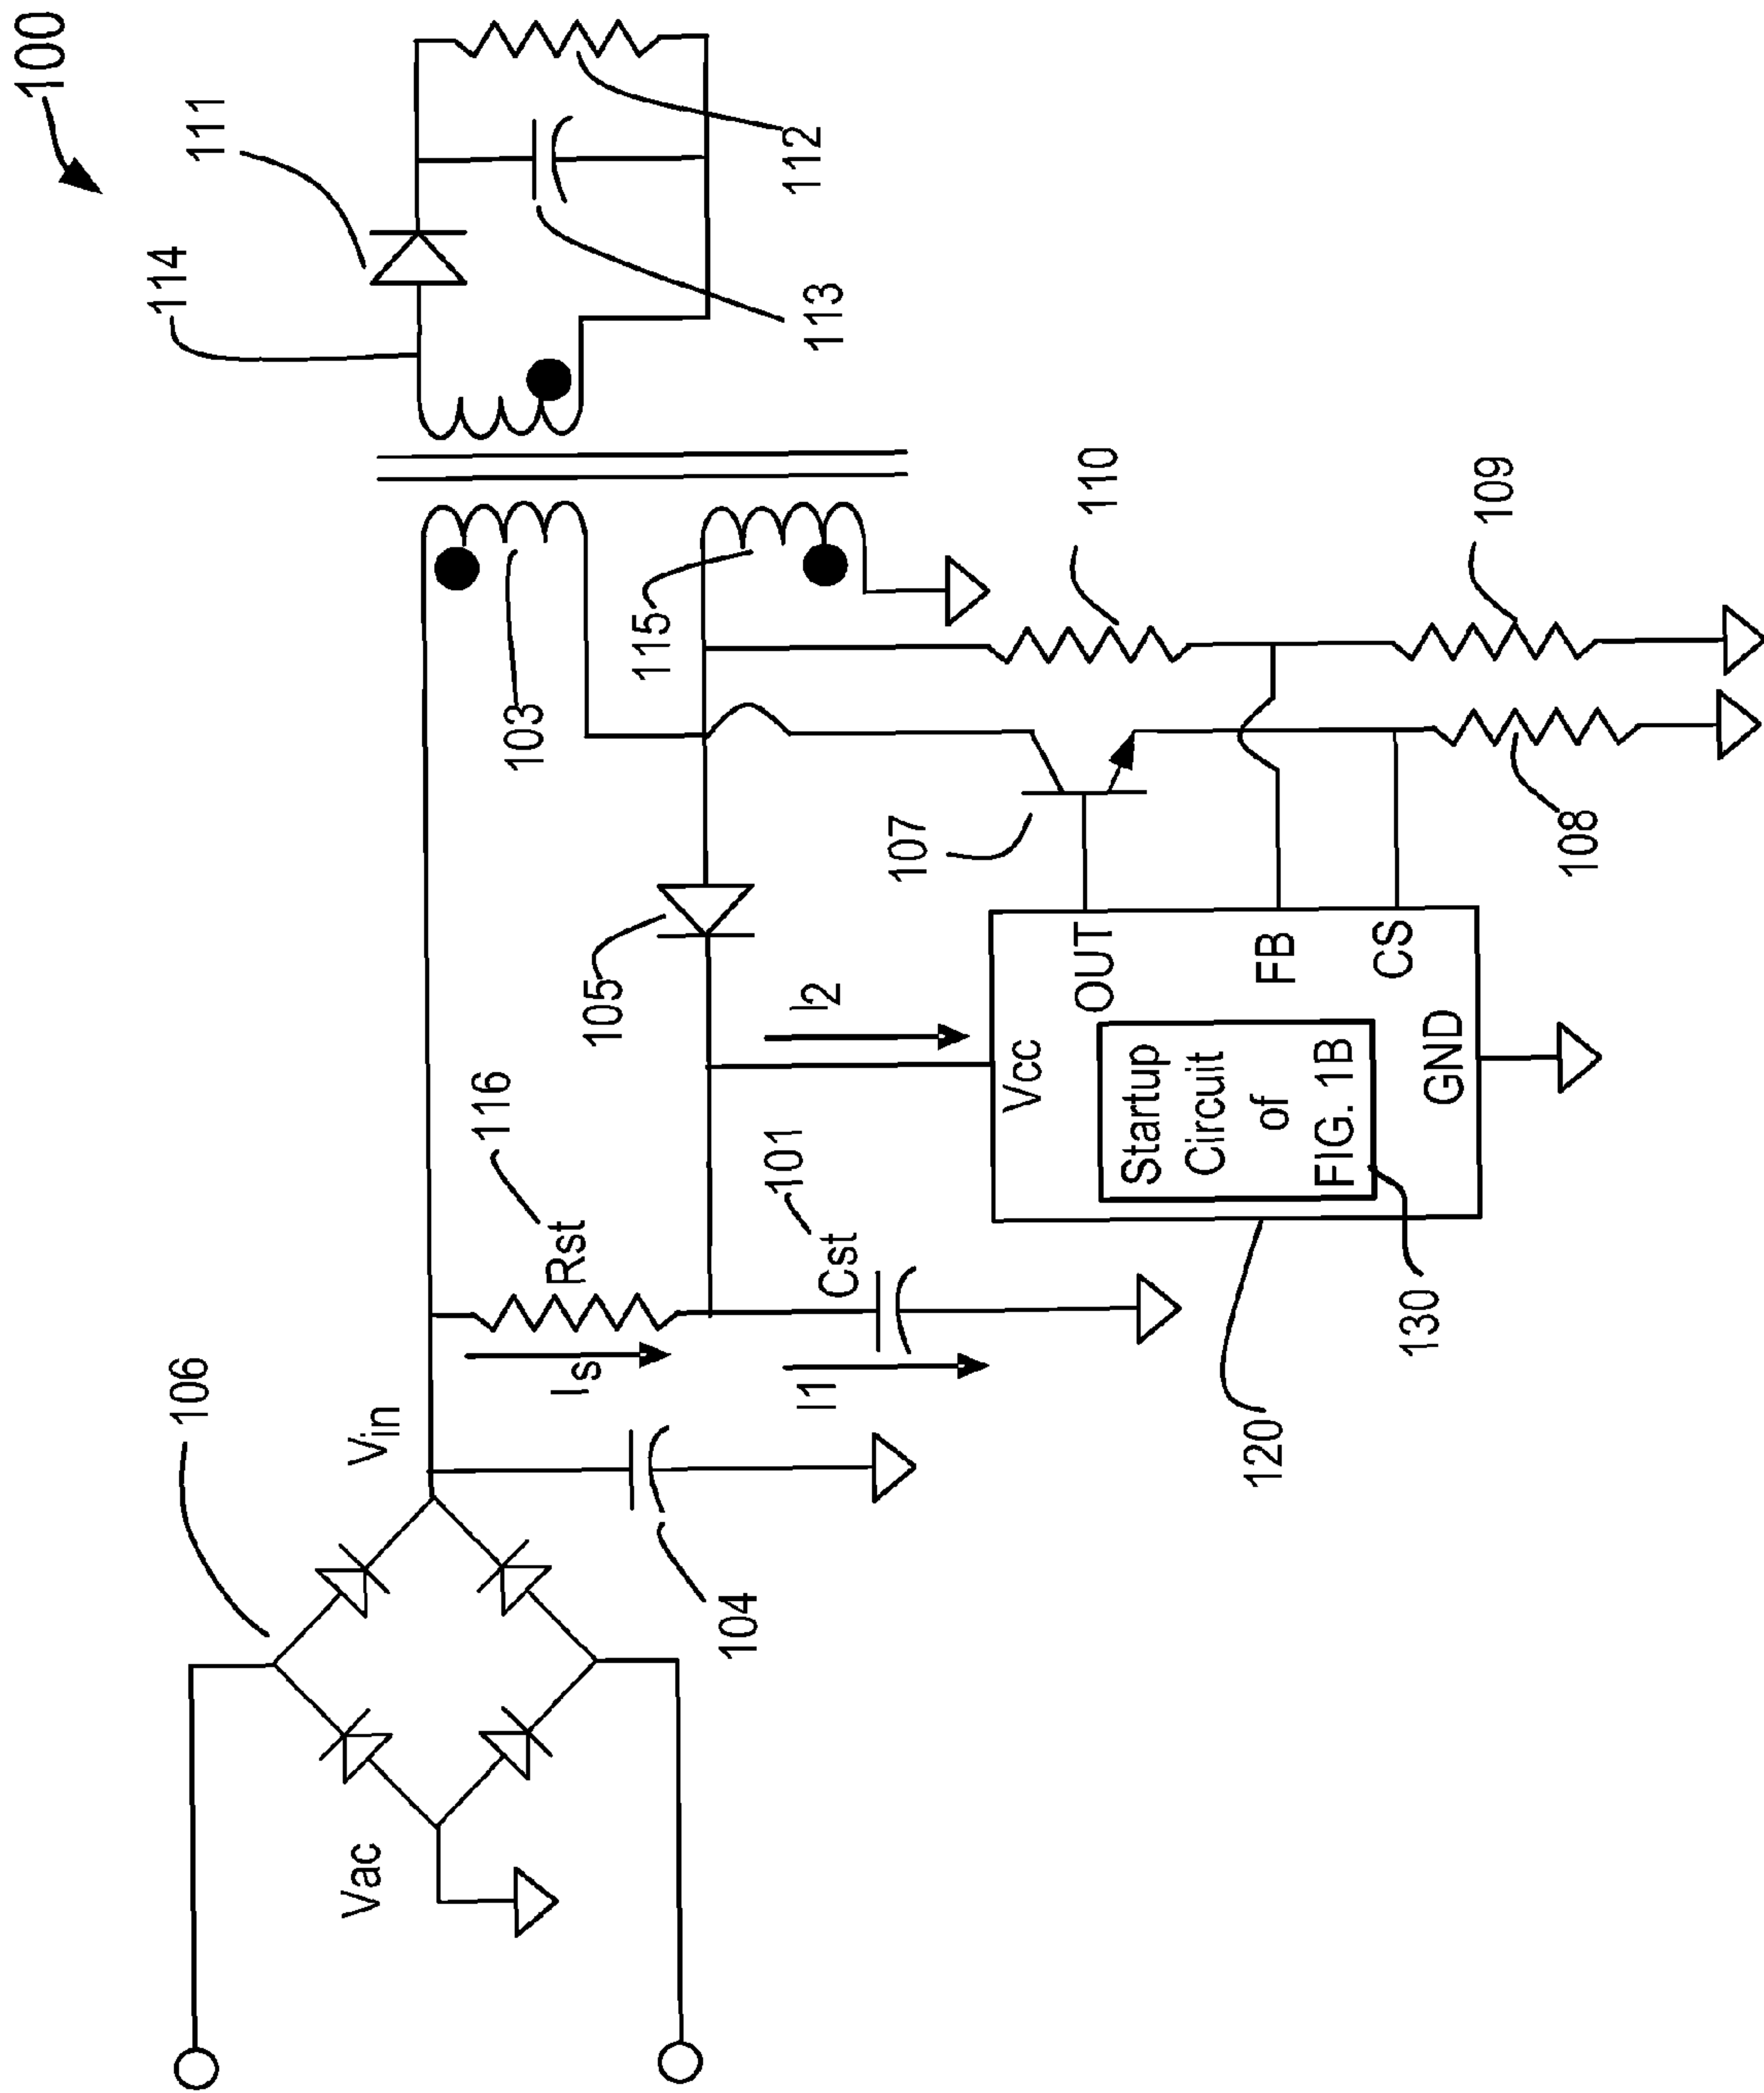 100
111
114
112
113
106
Vin
Vac
116
Rst
Is
103
115
105
110
109
101
Cst
I1
I2
107
108
104
Vcc
OUT
FB
CS
GND
Startup
Circuit
of
FIG. 1B
120
130